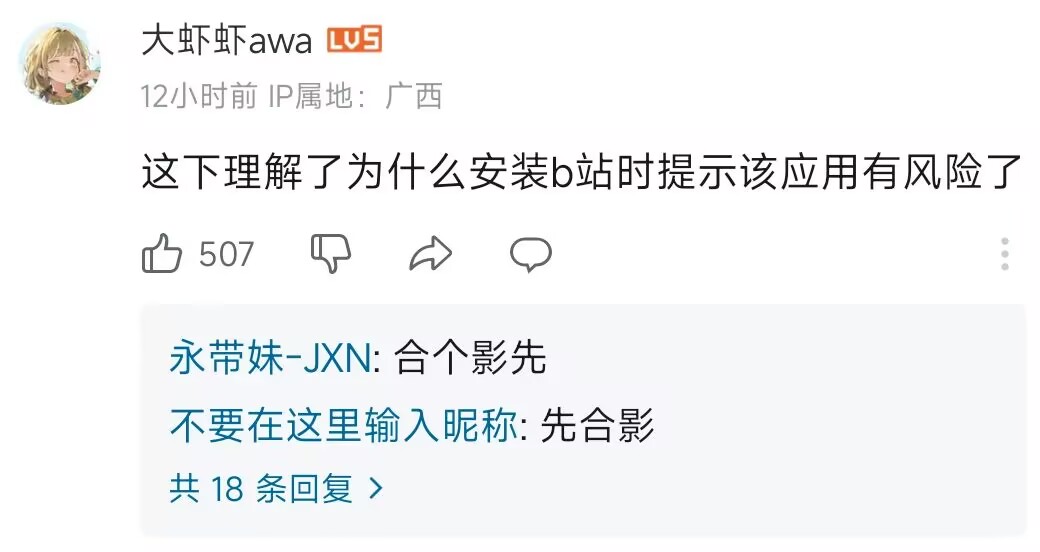 大虾虾awa LV5
12小时前 IP属地：广西
这下理解了为什么安装b站时提示该应用有风险了
507
永带妹-JXN: 合个影先
不要在这里输入昵称: 先合影
共 18 条回复 >